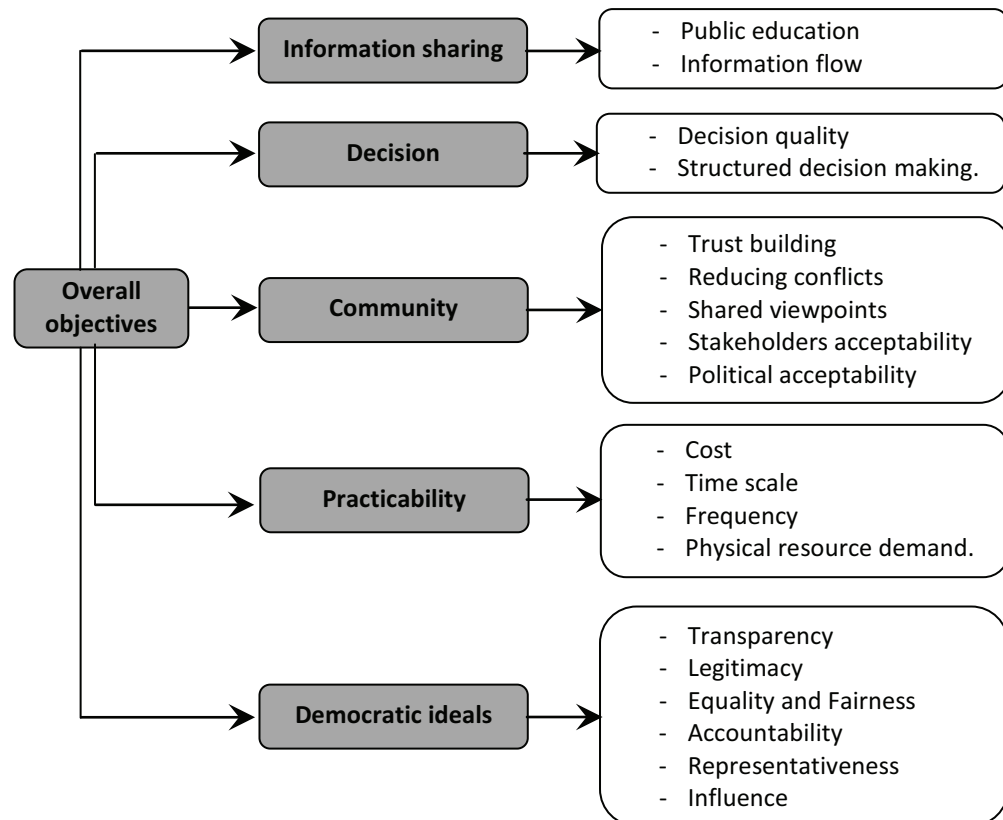 Information sharing
- Public education
- Information flow
Decision
- Decision quality
- Structured decision making.
Overall
objectives
Community
- Trust building
- Reducing conflicts
- Shared viewpoints
- Stakeholders acceptability
- Political acceptability
Practicability
- Cost
- Time scale
- Frequency
- Physical resource demand.
Democratic ideals
- Transparency
- Legitimacy
- Equality and Fairness
- Accountability
- Representativeness
- Influence